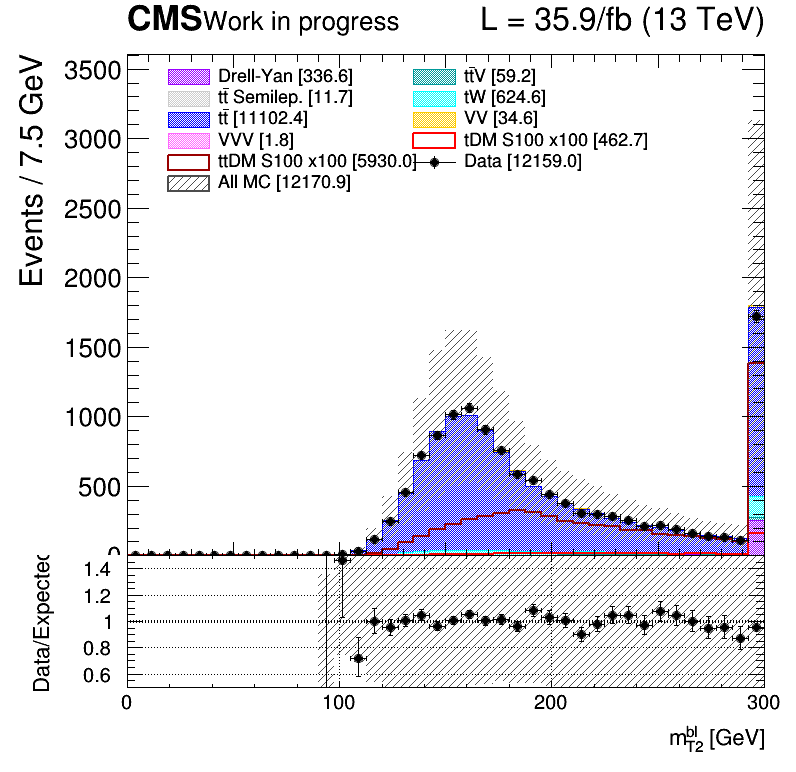 CMS Work in progress L = 35.9/fb (13 TeV)
Events / 7.5 GeV
3500
3000
2500
2000
1500
1000
500
0
Drell-Yan [336.6]
tt̄V [59.2]
tt̄ Semilep. [11.7]
tW [624.6]
tt̄ [11102.4]
VV [34.6]
VVV [1.8]
tDM S100 x100 [462.7]
ttDM S100 x100 [5930.0]
Data [12159.0]
All MC [12170.9]
Data/Expected
1.4
1.2
1
0.8
0.6
0 100 200 300
m_{T2}^{bl} [GeV]